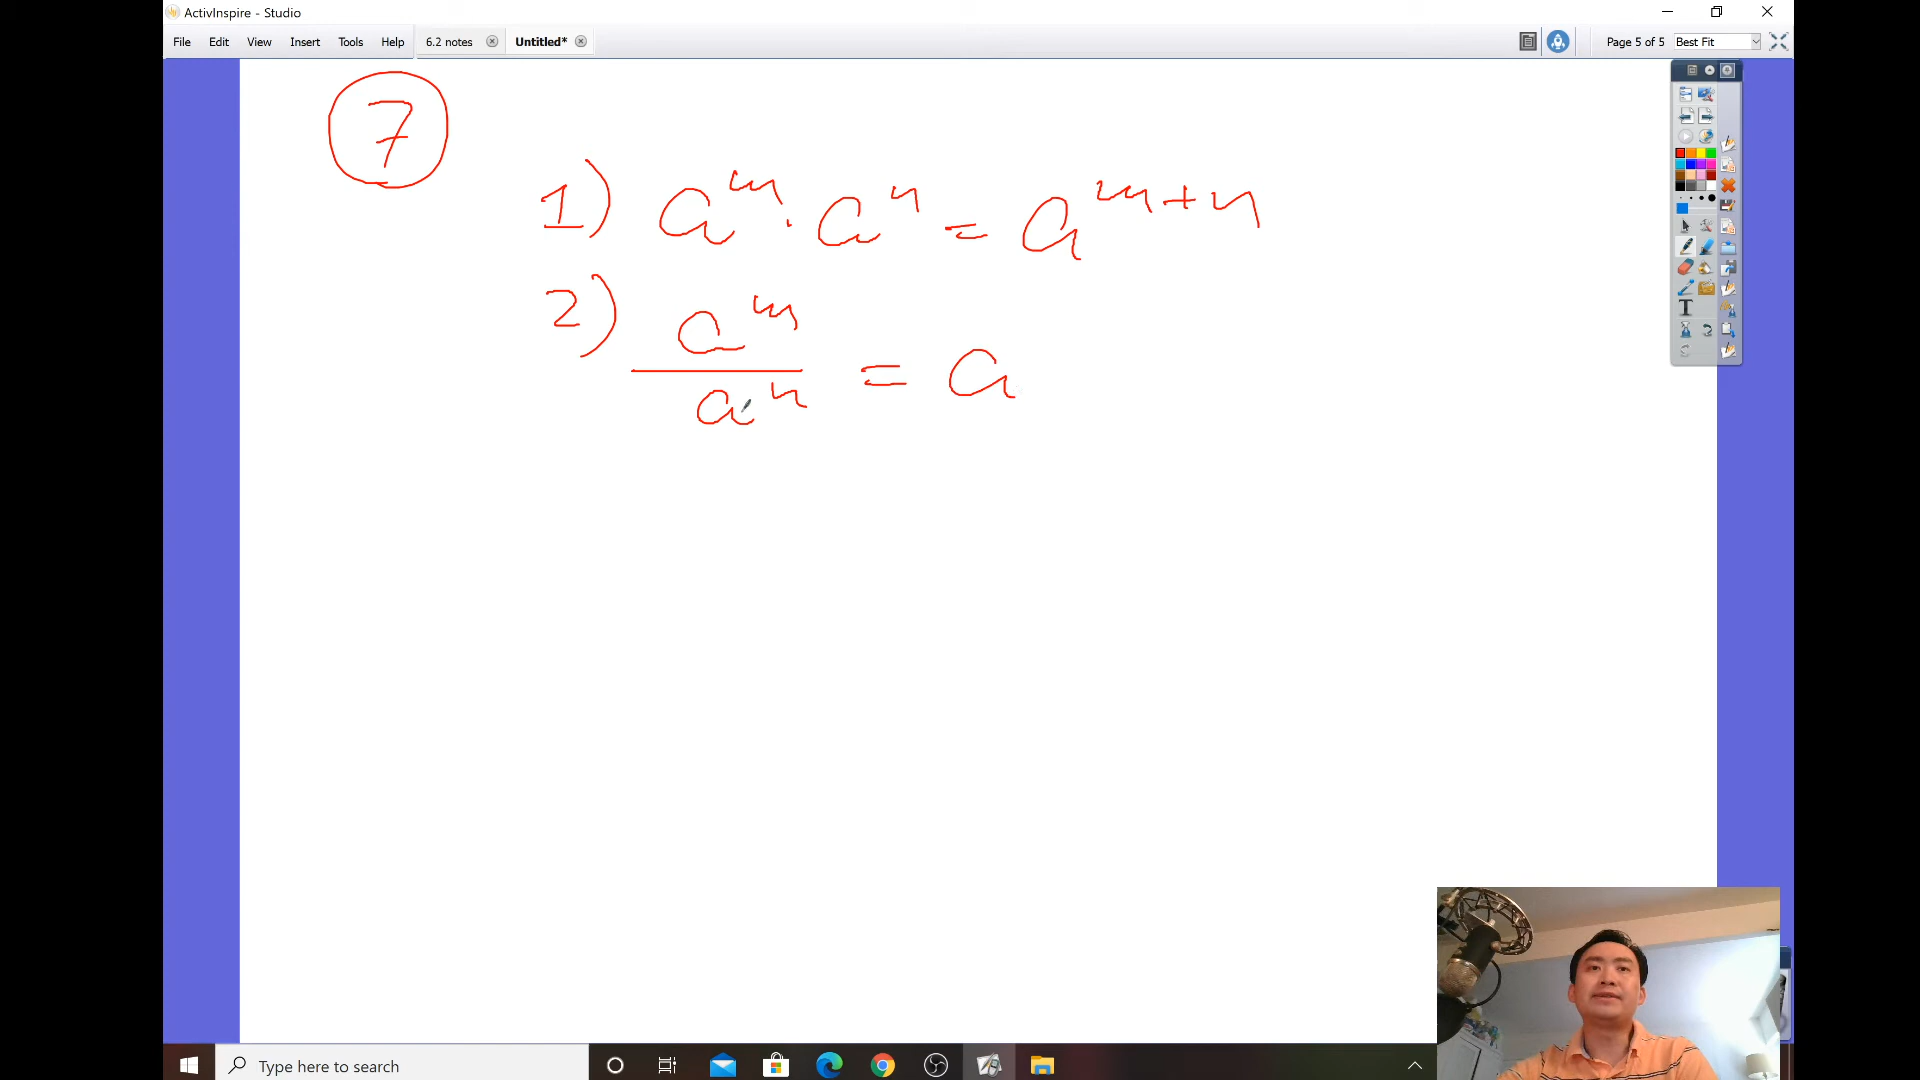 ActivInspire - Studio
File Edit View Insert Tools Help 6.2 notes Untitled* Page 5 of 5 Best Fit
7
1) a^m · a^n = a^{m+n}
2) a^m / a^n = a
T
Type here to search